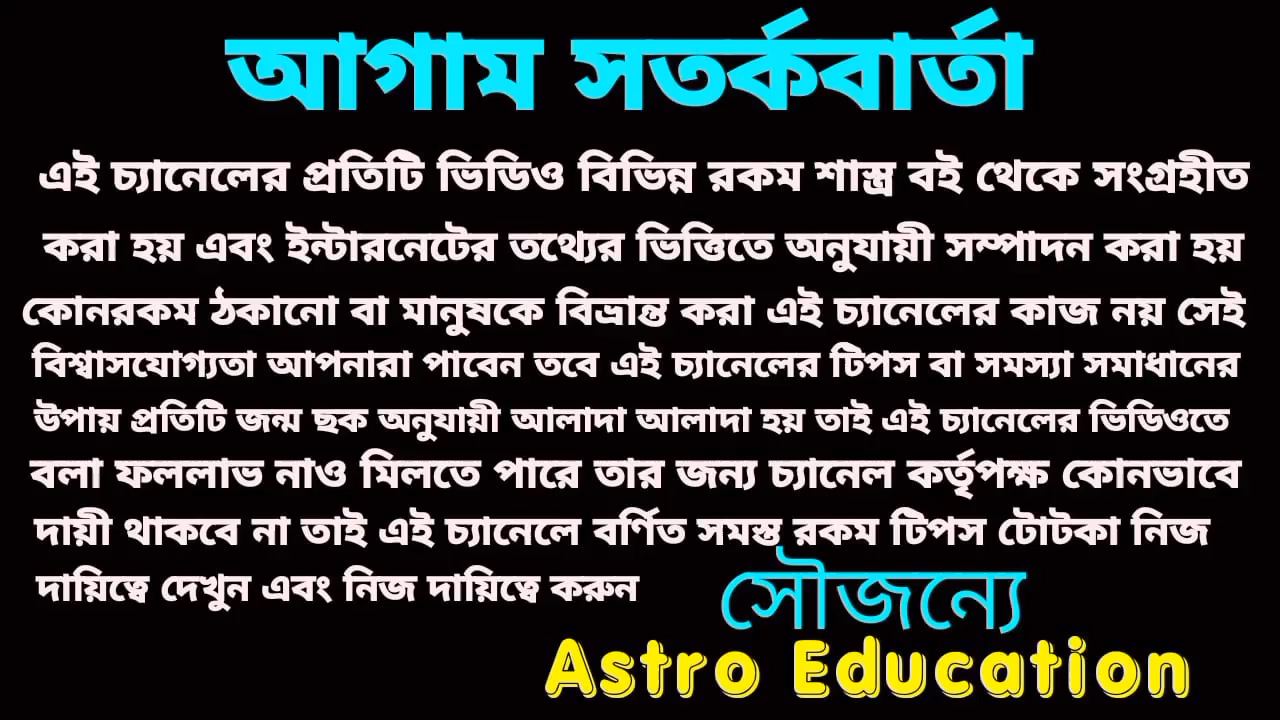 আগাম সতর্কবার্তা
এই চ্যানেলের প্রতিটি ভিডিও বিভিন্ন রকম শাস্ত্র বই থেকে সংগ্রহীত
করা হয় এবং ইন্টারনেটের তথ্যের ভিত্তিতে অনুযায়ী সম্পাদন করা হয়
কোনরকম ঠকানো বা মানুষকে বিভ্রান্ত করা এই চ্যানেলের কাজ নয় সেই
বিশ্বাসযোগ্যতা আপনারা পাবেন তবে এই চ্যানেলের টিপস বা সমস্যা সমাধানের
উপায় প্রতিটি জন্ম ছক অনুযায়ী আলাদা আলাদা হয় তাই এই চ্যানেলের ভিডিওতে
বলা ফললাভ নাও মিলতে পারে তার জন্য চ্যানেল কর্তৃপক্ষ কোনভাবে
দায়ী থাকবে না তাই এই চ্যানেলে বর্ণিত সমস্ত রকম টিপস টোটকা নিজ
দায়িত্বে দেখুন এবং নিজ দায়িত্বে করুন
সৌজন্যে
Astro Education